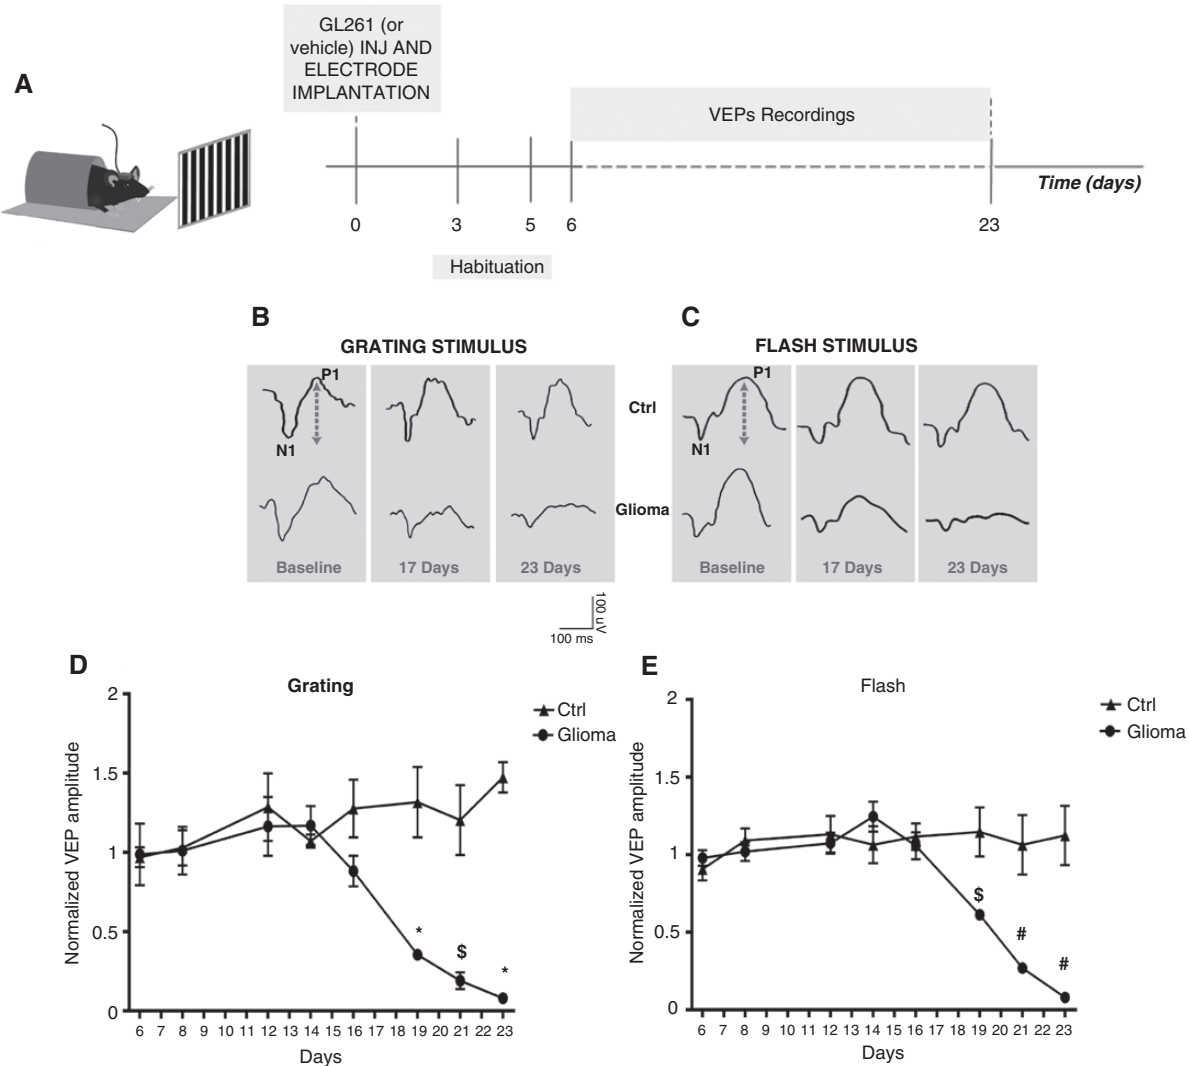 A
GL261 (or
vehicle) INJ AND
ELECTRODE
IMPLANTATION
VEPs Recordings
Time (days)
0 3 5 6 23
Habituation
B
GRATING STIMULUS
P1
N1
Baseline 17 Days 23 Days
Ctrl
Glioma
C
FLASH STIMULUS
P1
N1
Baseline 17 Days 23 Days
100 uV
100 ms
D
Grating
Ctrl
Glioma
Normalized VEP amplitude
2
1.5
1
0.5
0
* $ *
6 7 8 9 10 11 12 13 14 15 16 17 18 19 20 21 22 23
Days
E
Flash
Ctrl
Glioma
Normalized VEP amplitude
2
1.5
1
0.5
0
$ # #
6 7 8 9 10 11 12 13 14 15 16 17 18 19 20 21 22 23
Days